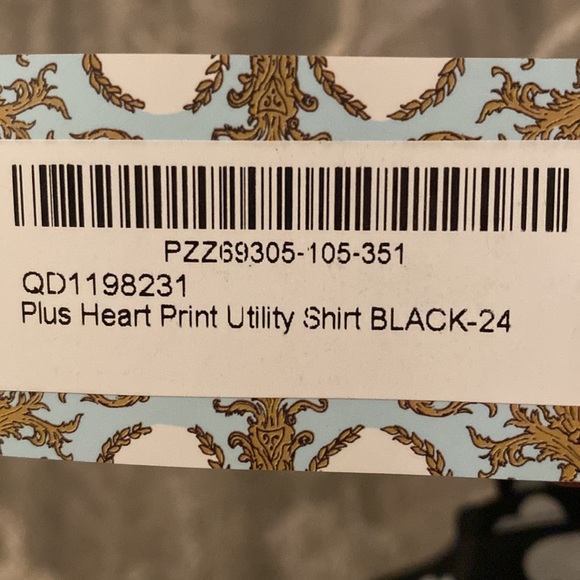 PZZ69305-105-351
QD1198231
Plus Heart Print Utility Shirt BLACK-24